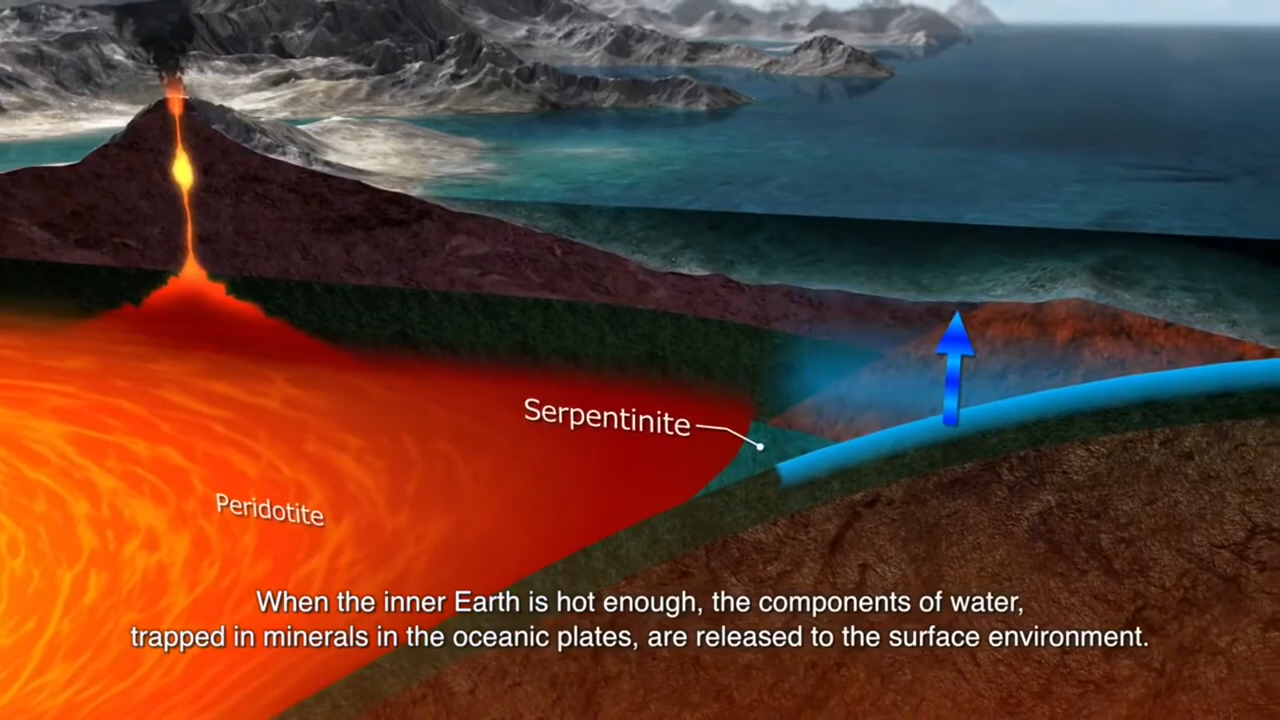 Serpentinite
Peridotite
When the inner Earth is hot enough, the components of water,
trapped in minerals in the oceanic plates, are released to the surface environment.